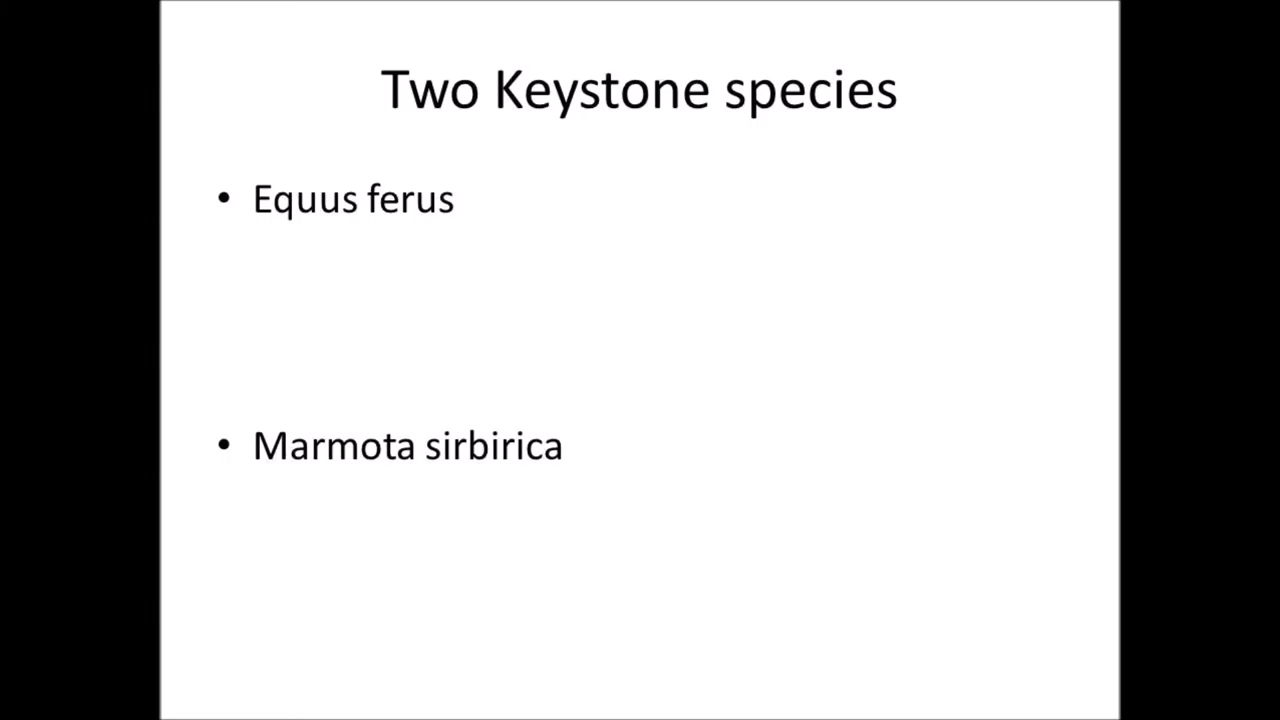 Two Keystone species
• Equus ferus
• Marmota sirbirica